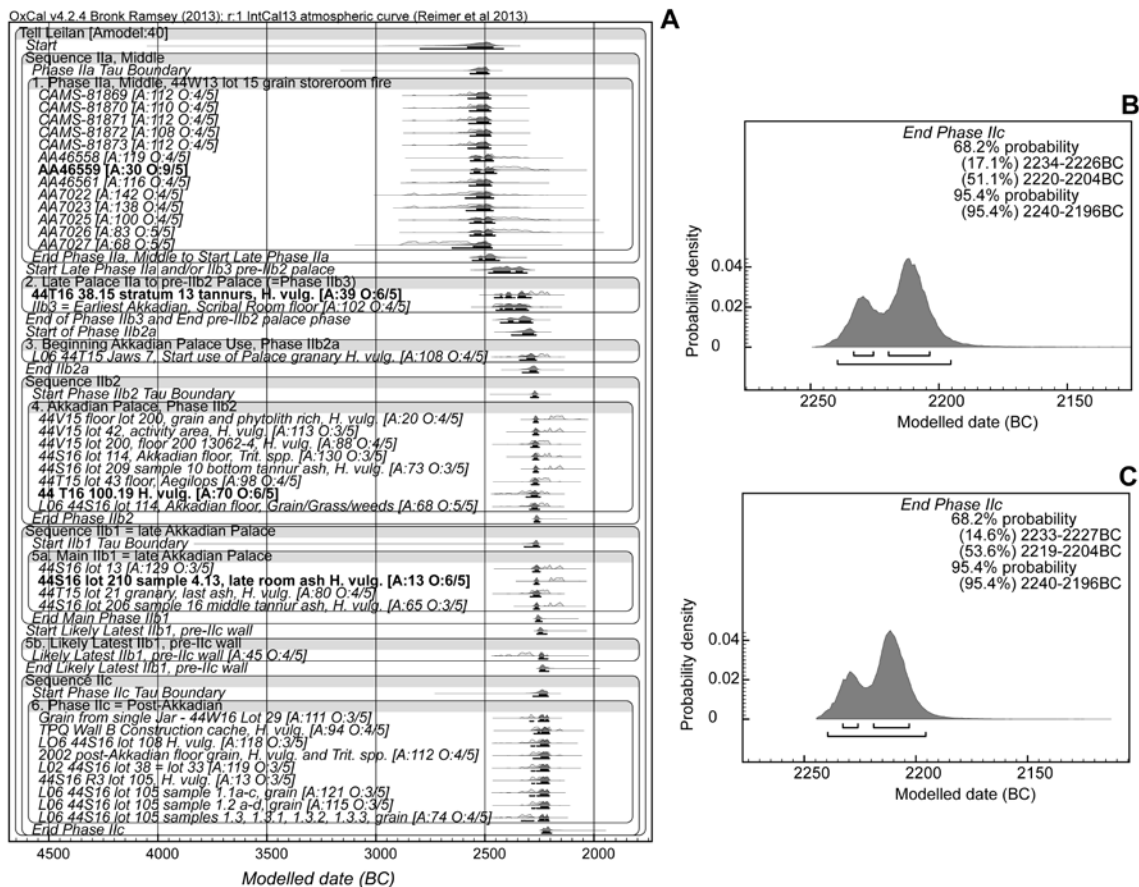 OxCal v4.2.4 Bronk Ramsey (2013); r:1 IntCal13 atmospheric curve (Reimer et al 2013)
A
Tell Leilan [Amodel:40]
Start
Sequence IIa, Middle
Phase IIa Tau Boundary
1. Phase IIa, Middle, 44W13 lot 15 grain storeroom fire
CAMS-81869 [A:112 O:4/5]
CAMS-81870 [A:110 O:4/5]
CAMS-81871 [A:112 O:4/5]
CAMS-81872 [A:108 O:4/5]
CAMS-81873 [A:112 O:4/5]
AA46558 [A:119 O:4/5]
AA46559 [A:30 O:9/5]
AA46561 [A:116 O:4/5]
AA7022 [A:142 O:4/5]
AA7023 [A:138 O:4/5]
AA7025 [A:100 O:4/5]
AA7026 [A:83 O:5/5]
AA7027 [A:68 O:5/5]
End Phase IIa, Middle to Start Late Phase IIa
Start Late Phase IIa and/or IIb3 pre-IIb2 palace
2. Late Palace IIa to pre-IIb2 Palace (=Phase IIb3)
44T16 38.15 stratum 13 tannurs, H. vulg. [A:39 O:6/5]
IIb3 = Earliest Akkadian, Scribal Room floor [A:102 O:4/5]
End of Phase IIb3 and End pre-IIb2 palace phase
Start of Phase IIb2a
3. Beginning Akkadian Palace Use, Phase IIb2a
L06 44T15 Jaws 7, Start use of Palace granary H. vulg. [A:108 O:4/5]
End IIb2a
Sequence IIb2
Start Phase IIb2 Tau Boundary
4. Akkadian Palace, Phase IIb2
44V15 floor lot 200, grain and phytolith rich, H. vulg. [A:20 O:4/5]
44V15 lot 42, activity area, H. vulg. [A:113 O:3/5]
44V15 lot 200, floor 200 13062-4, H. vulg. [A:88 O:4/5]
44S16 lot 114, Akkadian floor, Trit. spp. [A:130 O:3/5]
44S16 lot 209 sample 10 bottom tannur ash, H. vulg. [A:73 O:3/5]
44T15 lot 43 floor, Aegilops [A:98 O:4/5]
44 T16 100.19 H. vulg. [A:70 O:6/5]
L06 44S16 lot 114, Akkadian floor, Grain/Grass/weeds [A:68 O:5/5]
End Phase IIb2
Sequence IIb1 = late Akkadian Palace
Start IIb1 Tau Boundary
5a. Main IIb1 = late Akkadian Palace
44S16 lot 13 [A:129 O:3/5]
44S16 lot 210 sample 4.13, late room ash H. vulg. [A:13 O:6/5]
44T15 lot 21 granary, last ash, H. vulg. [A:80 O:4/5]
44S16 lot 206 sample 16 middle tannur ash, H. vulg. [A:65 O:3/5]
End Main Phase IIb1
Start Likely Latest IIb1, pre-IIc wall
5b. Likely Latest IIb1, pre-IIc wall
Likely Latest IIb1, pre-IIc wall [A:45 O:4/5]
End Likely Latest IIb1, pre-IIc wall
Sequence IIc
Start Phase IIc Tau Boundary
6. Phase IIc = Post-Akkadian
Grain from single Jar - 44W16 Lot 29 [A:111 O:3/5]
TPQ Wall B Construction cache, H. vulg. [A:94 O:4/5]
LO6 44S16 lot 108 H. vulg. [A:118 O:3/5]
2002 post-Akkadian floor grain, H. vulg. and Trit. spp. [A:112 O:4/5]
L02 44S16 lot 38 = lot 33 [A:119 O:3/5]
44S16 R3 lot 105, H. vulg. [A:13 O:3/5]
L06 44S16 lot 105 sample 1.1a-c, grain [A:121 O:3/5]
L06 44S16 lot 105 sample 1.2 a-d, grain [A:115 O:3/5]
L06 44S16 lot 105 samples 1.3, 1.3.1, 1.3.2, 1.3.3, grain [A:74 O:4/5]
End Phase IIc
4500 4000 3500 3000 2500 2000
Modelled date (BC)
B
End Phase IIc
68.2% probability
(17.1%) 2234-2226BC
(51.1%) 2220-2204BC
95.4% probability
(95.4%) 2240-2196BC
Probability density
0.04
0.02
0
2250 2200 2150
Modelled date (BC)
C
End Phase IIc
68.2% probability
(14.6%) 2233-2227BC
(53.6%) 2219-2204BC
95.4% probability
(95.4%) 2240-2196BC
Probability density
0.04
0.02
0
2250 2200 2150
Modelled date (BC)